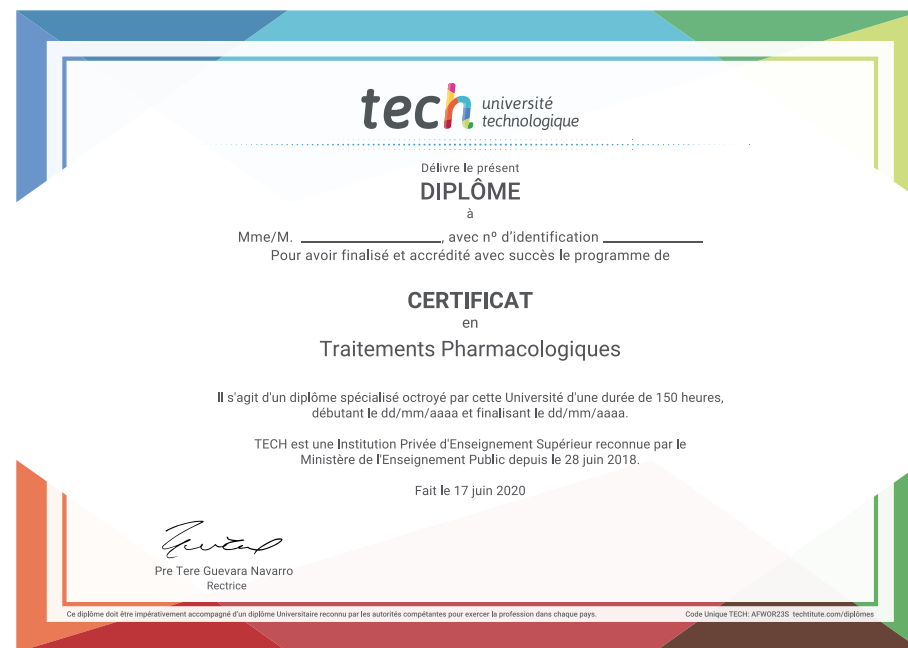 tech université
technologique
Délivre le présent
DIPLÔME
à
Mme/M. ____________________, avec nº d'identification ______________
Pour avoir finalisé et accrédité avec succès le programme de
CERTIFICAT
en
Traitements Pharmacologiques
Il s'agit d'un diplôme spécialisé octroyé par cette Université d'une durée de 150 heures,
débutant le dd/mm/aaaa et finalisant le dd/mm/aaaa.
TECH est une Institution Privée d'Enseignement Supérieur reconnue par le
Ministère de l'Enseignement Public depuis le 28 juin 2018.
Fait le 17 juin 2020
Pre Tere Guevara Navarro
Rectrice
Ce diplôme doit être impérativement accompagné d'un diplôme Universitaire reconnu par les autorités compétantes pour exercer la profession dans chaque pays.
Code Unique TECH: AFWOR23S techtitute.com/diplômes